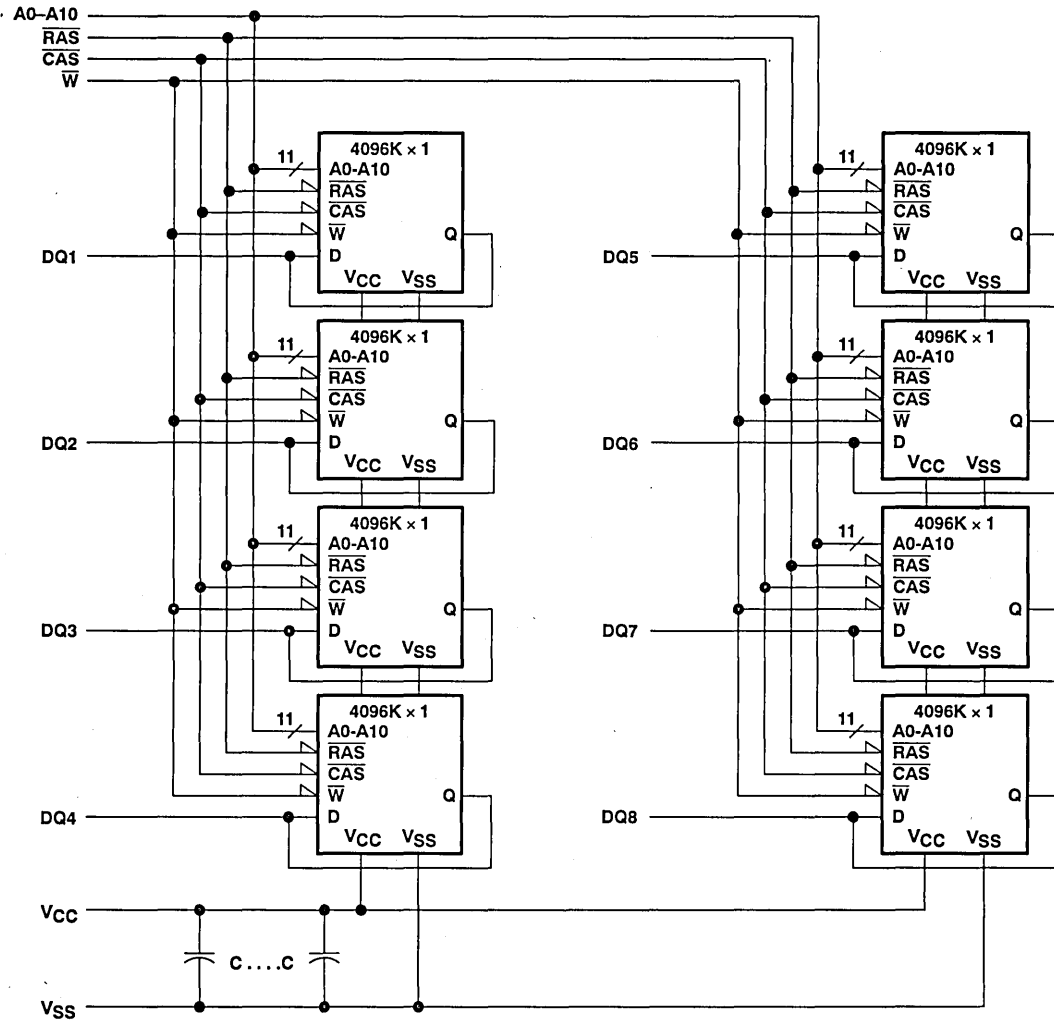 A0–A10
RAS
CAS
W
4096K × 1
11
A0-A10
RAS
CAS
W
Q
DQ1
D
VCC
VSS
4096K × 1
11
A0-A10
RAS
CAS
W
Q
DQ5
D
VCC
VSS
4096K × 1
11
A0-A10
RAS
CAS
W
Q
DQ2
D
VCC
VSS
4096K × 1
11
A0-A10
RAS
CAS
W
Q
DQ6
D
VCC
VSS
4096K × 1
11
A0-A10
RAS
CAS
W
Q
DQ3
D
VCC
VSS
4096K × 1
11
A0-A10
RAS
CAS
W
Q
DQ7
D
VCC
VSS
4096K × 1
11
A0-A10
RAS
CAS
W
Q
DQ4
D
VCC
VSS
4096K × 1
11
A0-A10
RAS
CAS
W
Q
DQ8
D
VCC
VSS
VCC
C....C
VSS